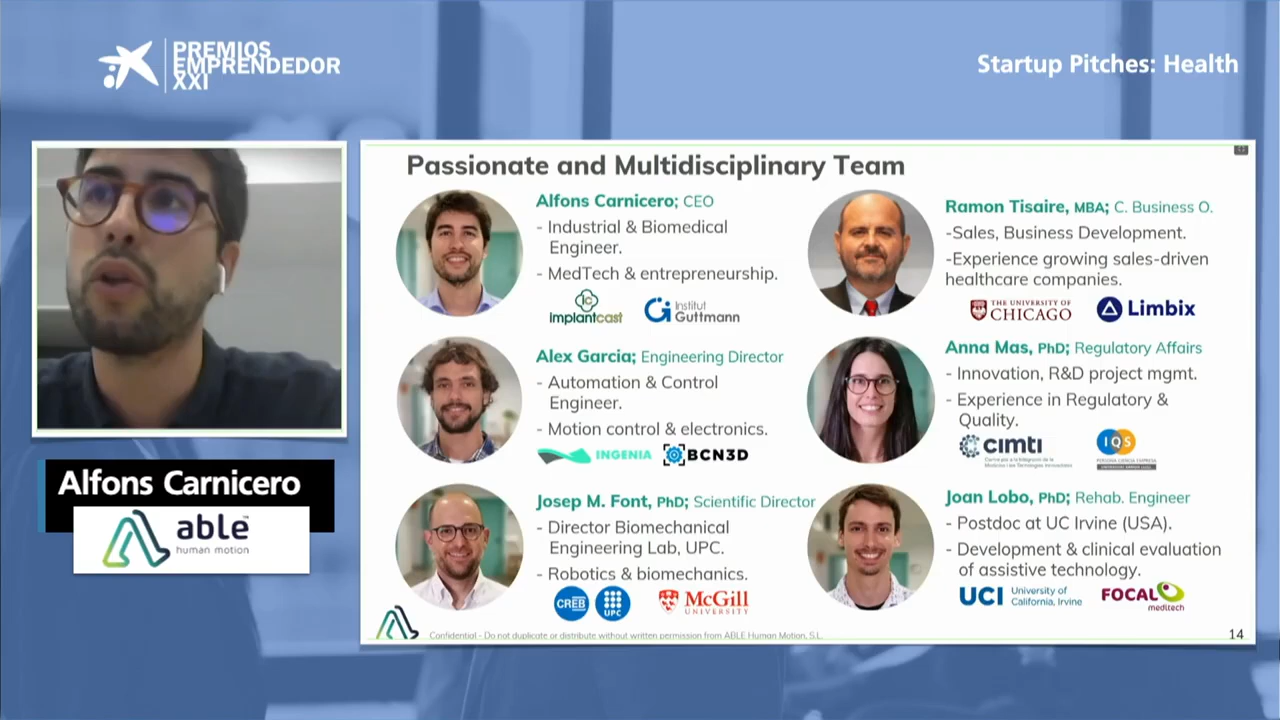 PREMIOS
EMPRENDEDOR
XXI
Startup Pitches: Health
Alfons Carnicero
able™
human motion
Passionate and Multidisciplinary Team
Alfons Carnicero; CEO
- Industrial & Biomedical
Engineer.
- MedTech & entrepreneurship.
ic
implantcast
Gi
Institut
Guttmann
Alex Garcia; Engineering Director
- Automation & Control
Engineer.
- Motion control & electronics.
INGENIA
BCN3D
Josep M. Font, PhD; Scientific Director
- Director Biomechanical
Engineering Lab, UPC.
- Robotics & biomechanics.
CREB
UPC
McGill
UNIVERSITY
Ramon Tisaire, MBA; C. Business O.
-Sales, Business Development.
-Experience growing sales-driven
healthcare companies.
THE UNIVERSITY OF
CHICAGO
Limbix
Anna Mas, PhD; Regulatory Affairs
- Innovation, R&D project mgmt.
- Experience in Regulatory &
Quality.
cimti
IQS
Joan Lobo, PhD; Rehab. Engineer
- Postdoc at UC Irvine (USA).
- Development & clinical evaluation
of assistive technology.
UCI
University of
California, Irvine
FOCAL
meditech
Confidential - Do not duplicate or distribute without written permission from ABLE Human Motion, S.L.
14